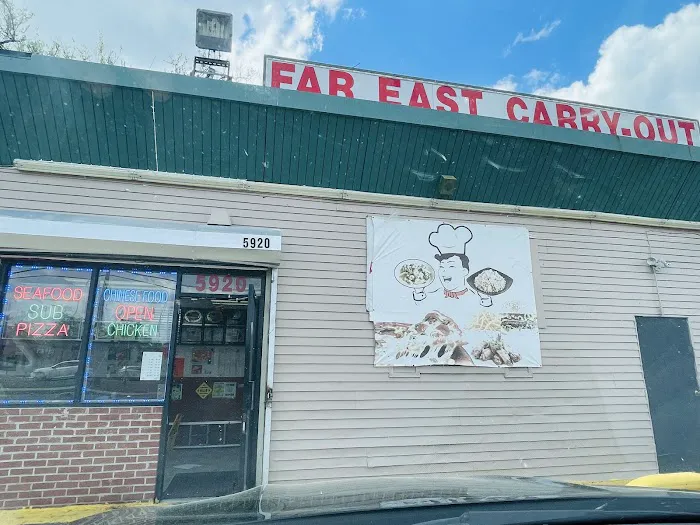 FAR EAST CARRY-OUT
5920
5920
SEAFOOD
SUB
PIZZA
CHINESE FOOD
OPEN
CHICKEN